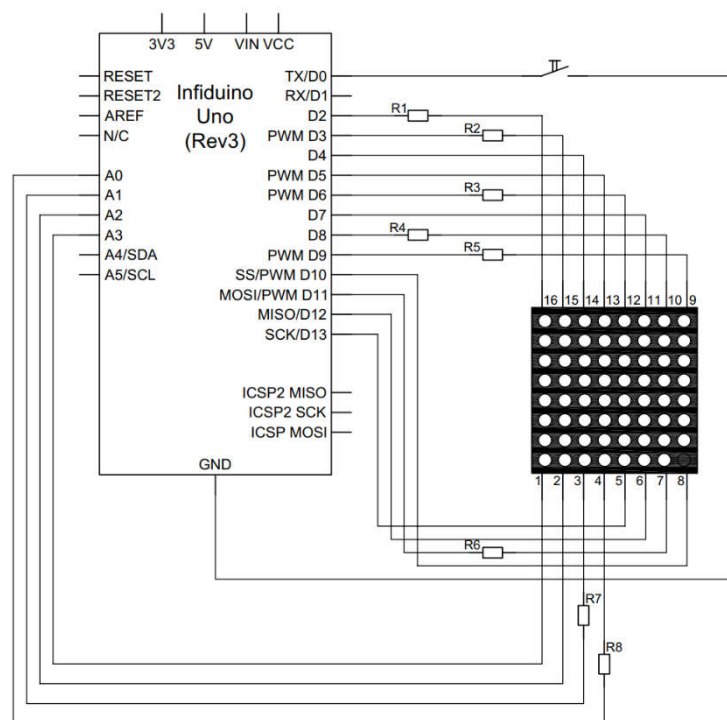 3V3 5V VIN VCC
RESET TX/D0
RESET2 Infiduino RX/D1
AREF Uno D2 R1
N/C (Rev3) PWM D3 R2
D4
A0 PWM D5
A1 PWM D6 R3
A2 D7
A3 D8 R4
A4/SDA PWM D9 R5
A5/SCL SS/PWM D10
MOSI/PWM D11
MISO/D12
SCK/D13
16 15 14 13 12 11 10 9
ICSP2 MISO
ICSP2 SCK
ICSP MOSI
GND
1 2 3 4 5 6 7 8
R6
R7
R8